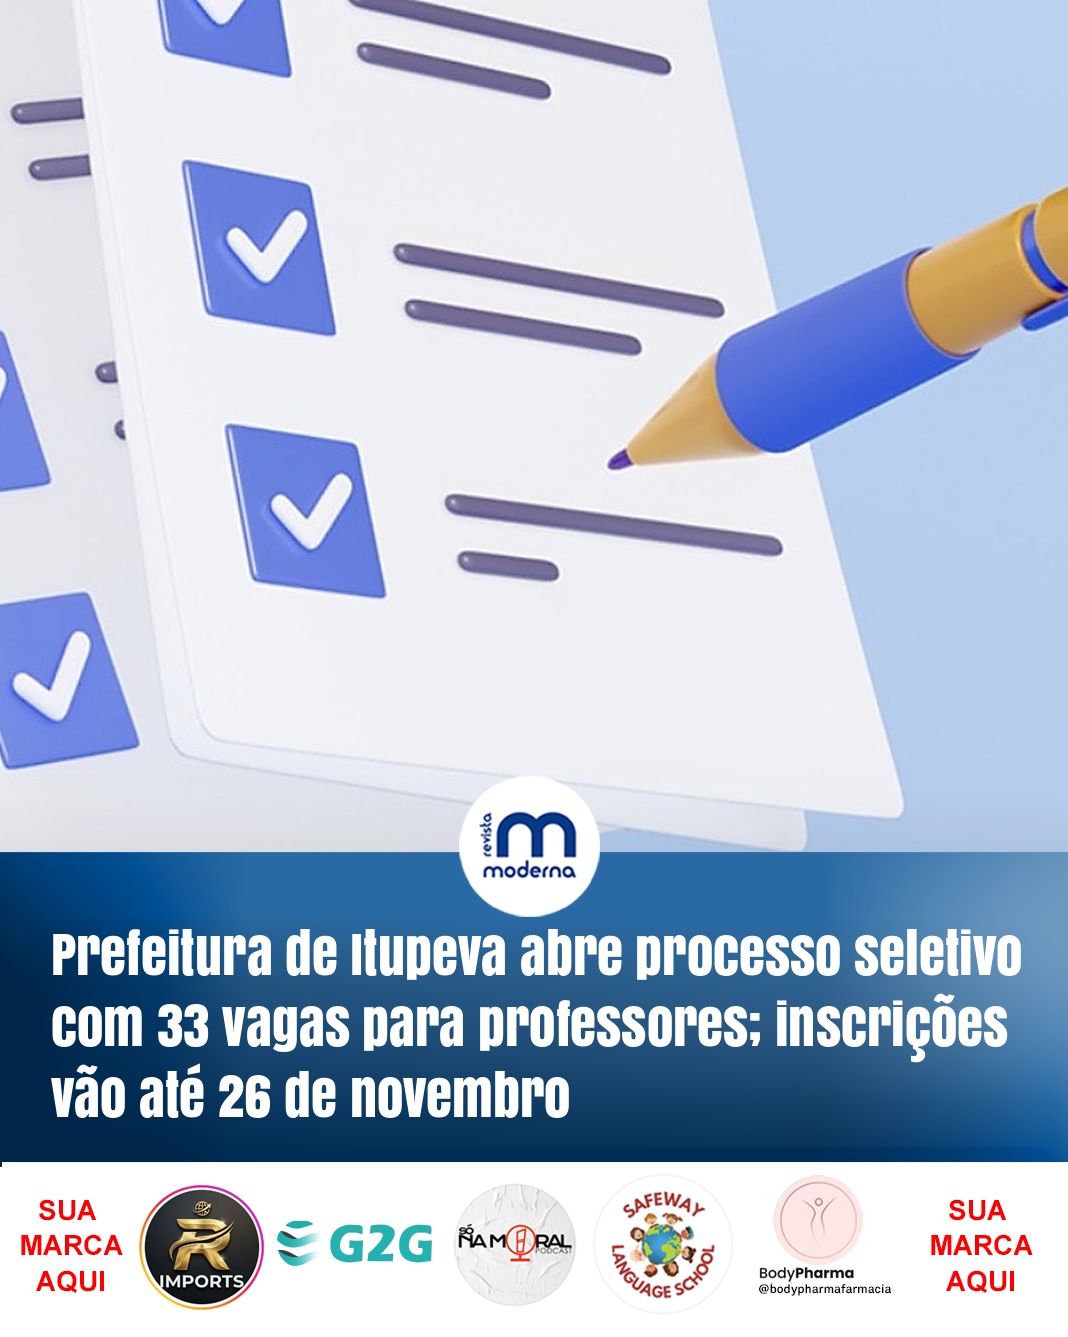 revista
m
moderna
Prefeitura de Itupeva abre processo seletivo
com 33 vagas para professores; inscrições
vão até 26 de novembro
SUA
MARCA
AQUI
R
IMPORTS
G2G
SÓ
NA MORAL
PODCAST
SAFEWAY
LANGUAGE SCHOOL
BodyPharma
@bodypharmafarmacia
SUA
MARCA
AQUI